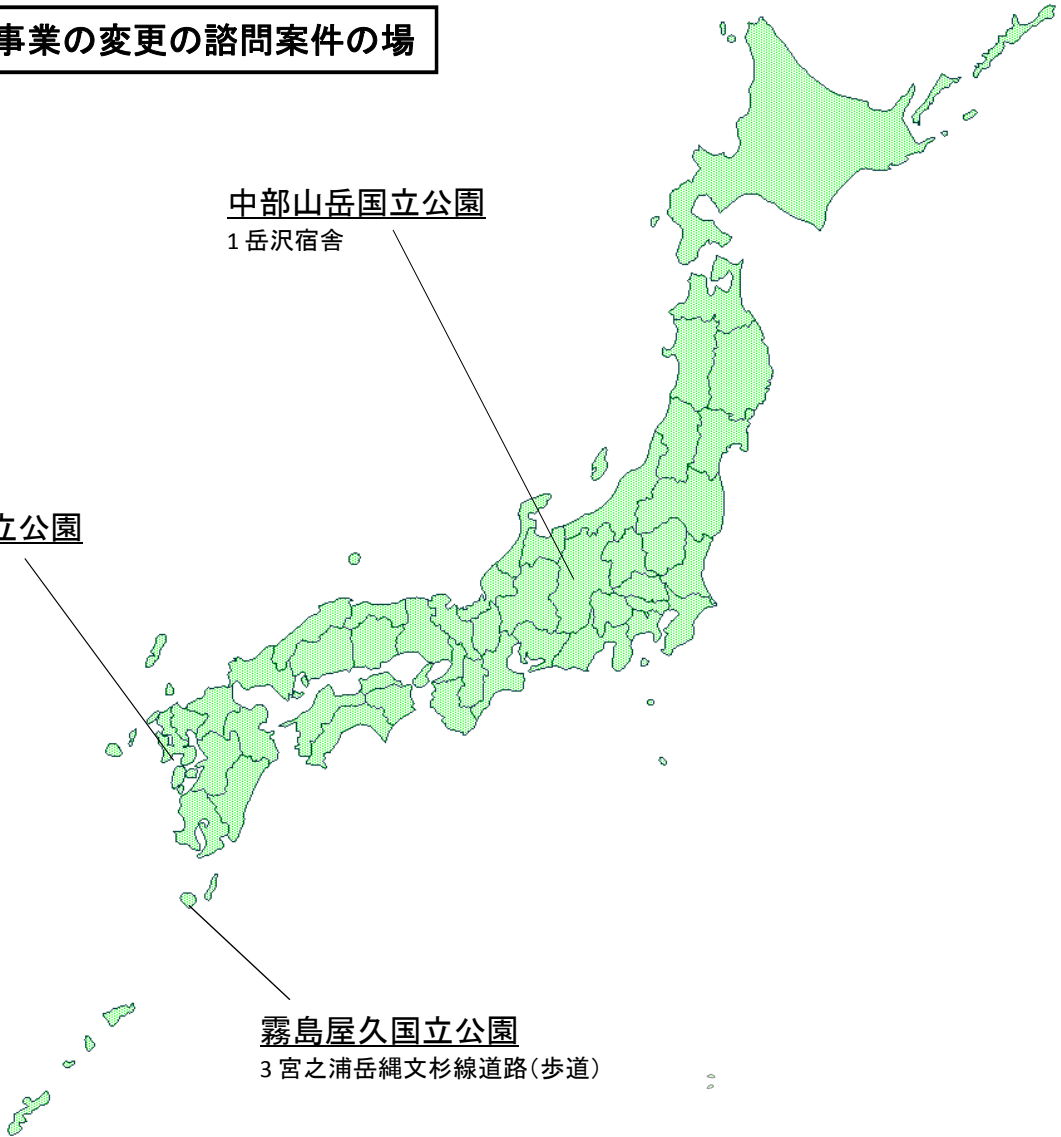 事業の変更の諮問案件の場
中部山岳国立公園
1 岳沢宿舎
立公園
霧島屋久国立公園
3 宮之浦岳縄文杉線道路（歩道）